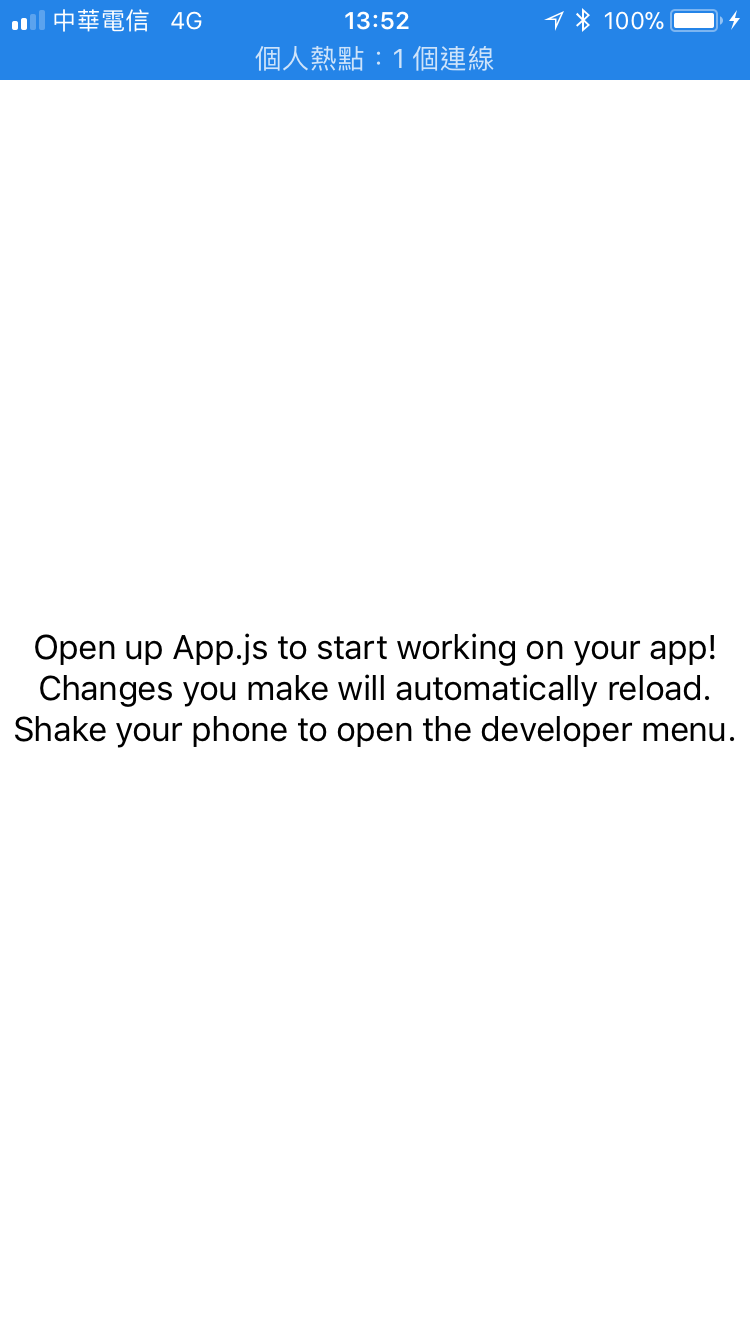 中華電信 4G 13:52 100%
個人熱點：1 個連線
Open up App.js to start working on your app!
Changes you make will automatically reload.
Shake your phone to open the developer menu.